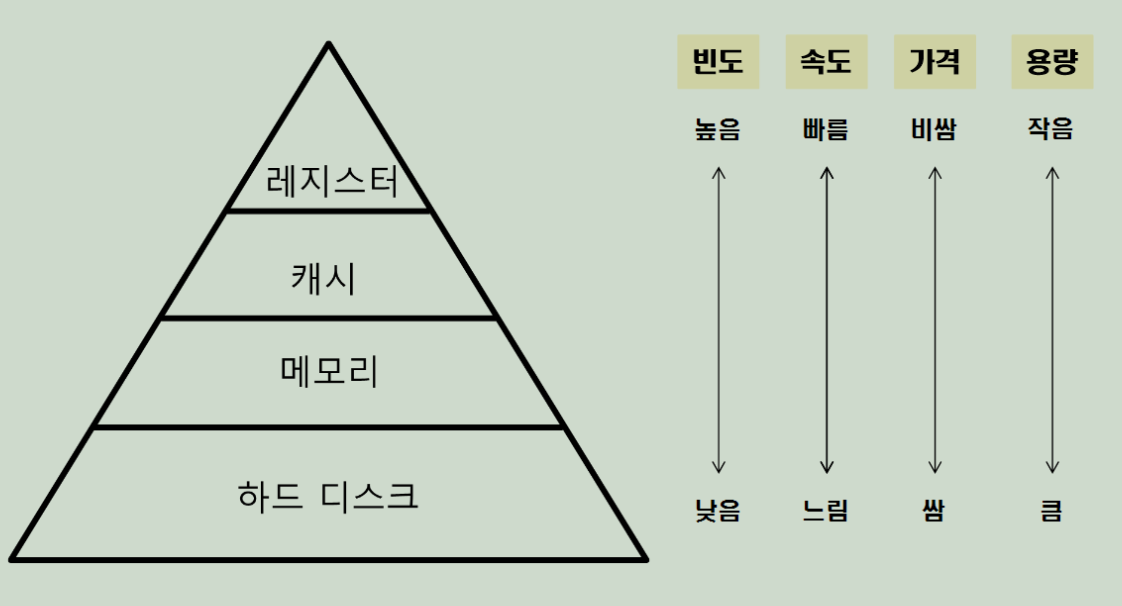 레지스터
캐시
메모리
하드 디스크
빈도 속도 가격 용량
높음 빠름 비쌈 작음
낮음 느림 쌈 큼